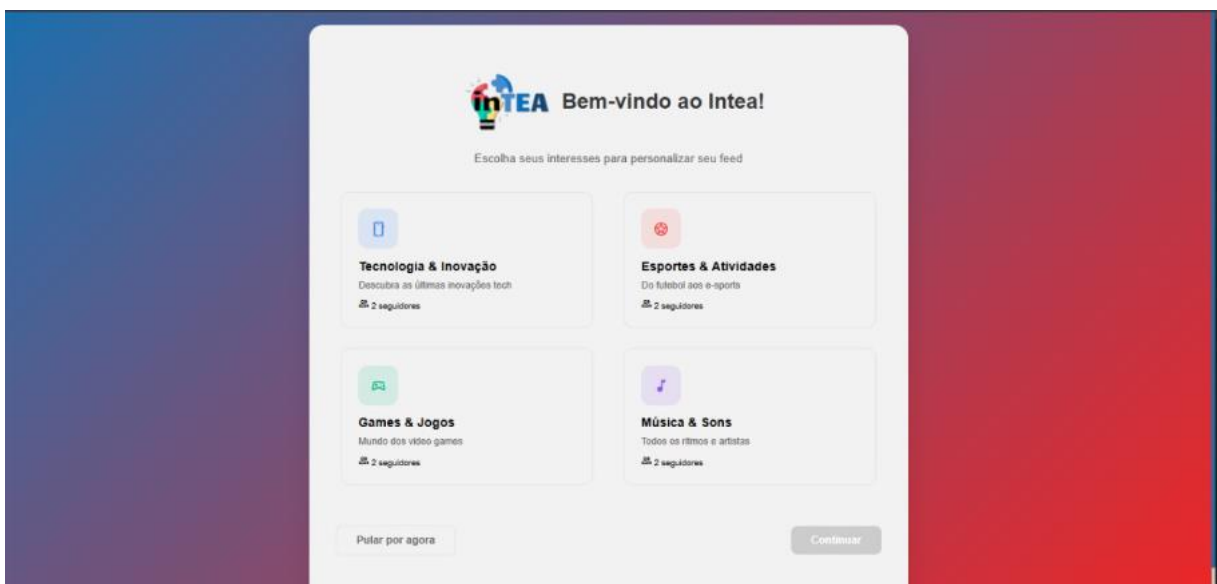 inTEA Bem-vindo ao Intea!
Escolha seus interesses para personalizar seu feed
Tecnologia & Inovação
Descubra as últimas inovações tech
2 seguidores
Esportes & Atividades
Do futebol aos e-sports
2 seguidores
Games & Jogos
Mundo dos video games
2 seguidores
Música & Sons
Todos os ritmos e artistas
2 seguidores
Pular por agora
Continuar